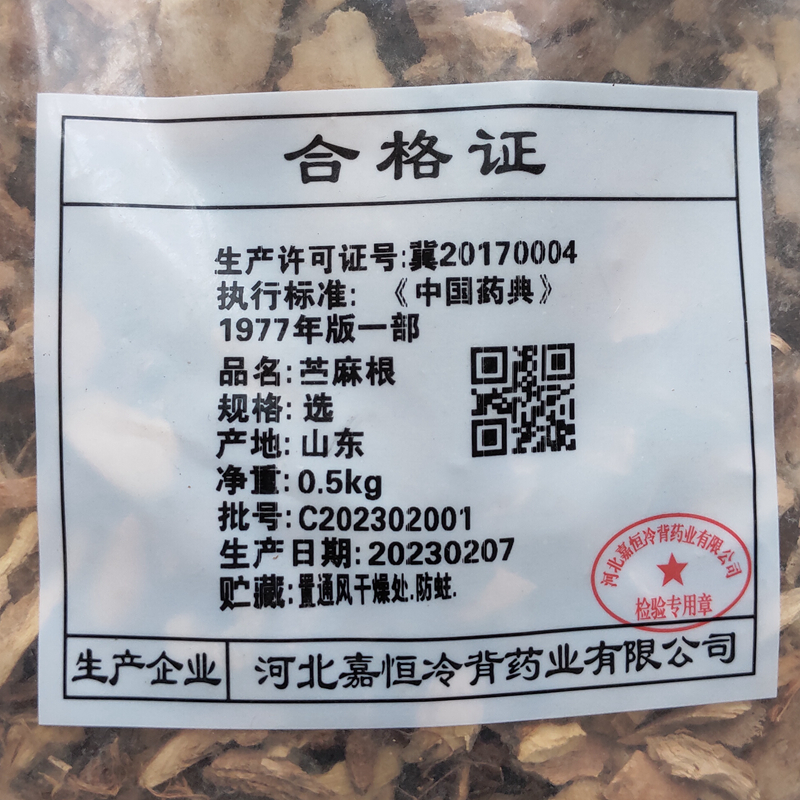 合格证
生产许可证号:冀20170004
执行标准:《中国药典》
1977年版一部
品名:苎麻根
规格:选
产地:山东
净重:0.5kg
批号:C202302001
生产日期:20230207
贮藏:置通风干燥处.防蛀.
河北嘉恒冷背药业有限公司
检验专用章
生产企业 河北嘉恒冷背药业有限公司